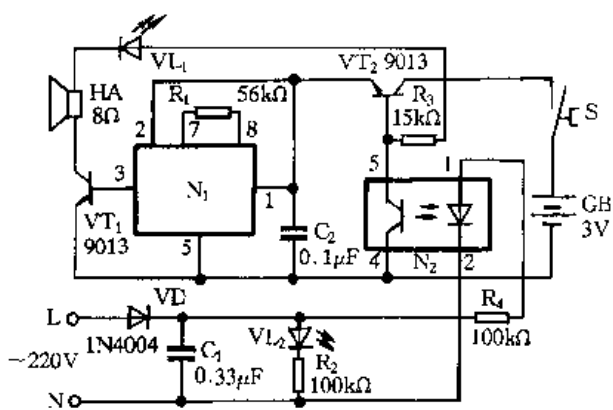 VL₁
VT₂ 9013
HA
8Ω
R₁
56kΩ
R₃
15kΩ
S
2
7
8
3
N₁
1
5
1
VT₁
9013
5
C₂
0.1μF
4
N₂
2
GB
3V
L
VD
1N4004
VL₂
R₄
100kΩ
~220V
C₁
0.33μF
R₂
100kΩ
N